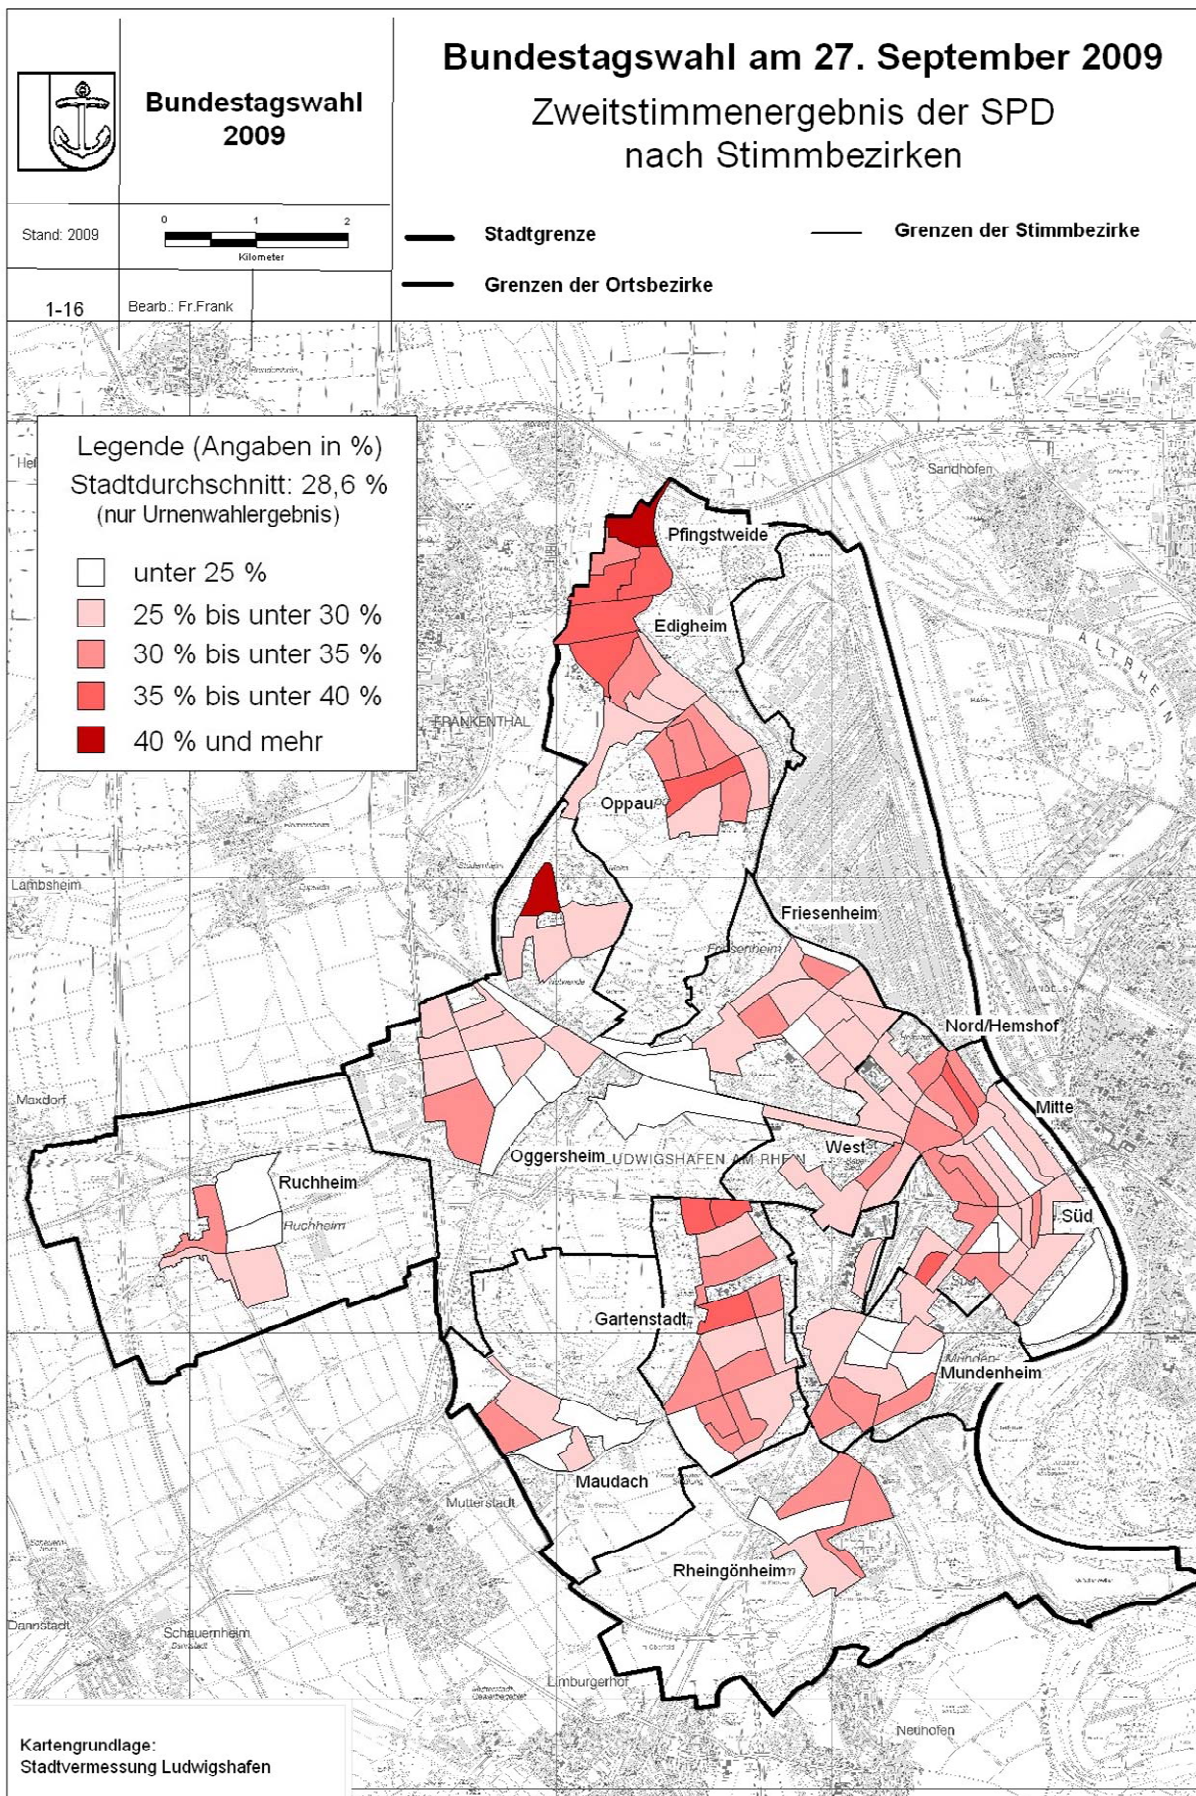 Bundestagswahl am 27. September 2009
Zweitstimmenergebnis der SPD
nach Stimmbezirken
Bundestagswahl
2009
Stand: 2009
0 1 2
Kilometer
1-16
Bearb.: Fr.Frank
Stadtgrenze
Grenzen der Stimmbezirke
Grenzen der Ortsbezirke
Legende (Angaben in %)
Stadtdurchschnitt: 28,6 %
(nur Urnenwahlergebnis)
unter 25 %
25 % bis unter 30 %
30 % bis unter 35 %
35 % bis unter 40 %
40 % und mehr
Sandhofen
Pfingstweide
Edigheim
ALTRHEIN
FRANKENTHAL
Oppau
Lambsheim
Friesenheim
Friesenheim
Nord/Hemshof
Maxdorf
Mitte
West
Oggersheim
LUDWIGSHAFEN AM RHEIN
Ruchheim
Ruchheim
Süd
Gartenstadt
Mundenheim
Maudach
Mutterstadt
Rheingönheim
Dannstadt
Schauernheim
Limburgerhof
Neuhofen
Kartengrundlage:
Stadtvermessung Ludwigshafen